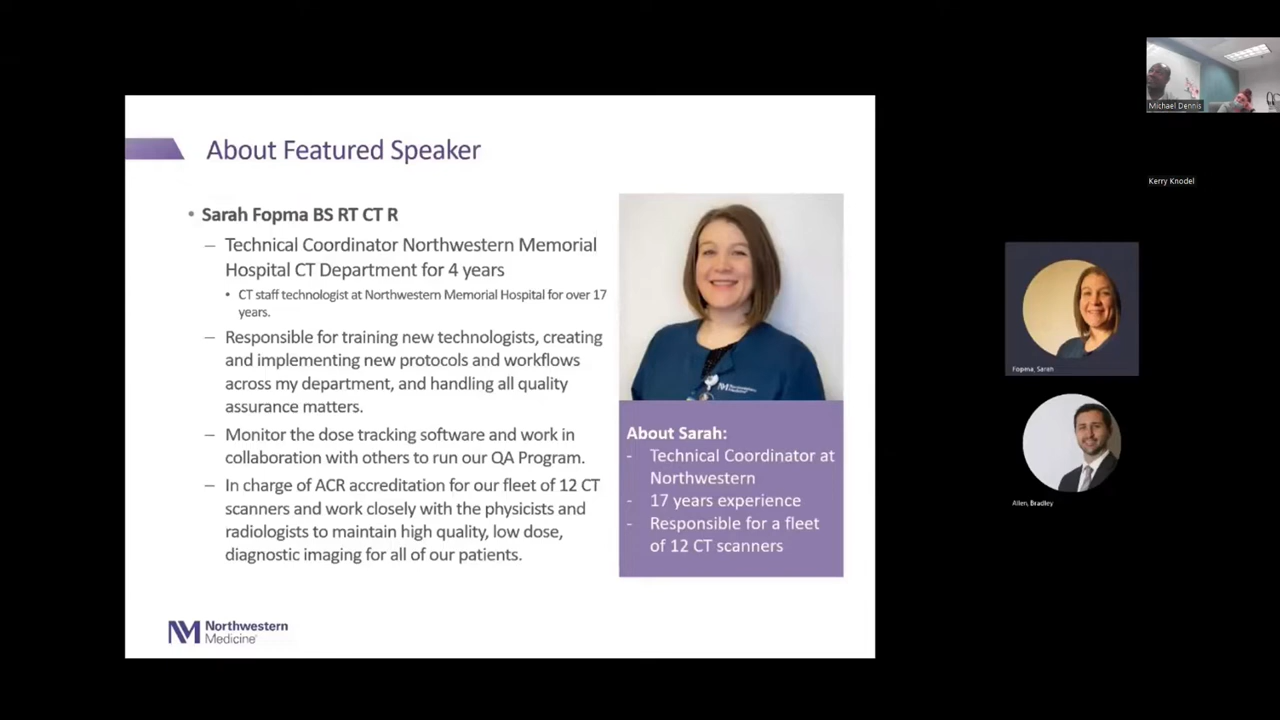 About Featured Speaker
• Sarah Fopma BS RT CT R
– Technical Coordinator Northwestern Memorial
Hospital CT Department for 4 years
• CT staff technologist at Northwestern Memorial Hospital for over 17
years.
– Responsible for training new technologists, creating
and implementing new protocols and workflows
across my department, and handling all quality
assurance matters.
– Monitor the dose tracking software and work in
collaboration with others to run our QA Program.
– In charge of ACR accreditation for our fleet of 12 CT
scanners and work closely with the physicists and
radiologists to maintain high quality, low dose,
diagnostic imaging for all of our patients.
Northwestern
Medicine
About Sarah:
- Technical Coordinator at
Northwestern
- 17 years experience
- Responsible for a fleet
of 12 CT scanners
Northwestern
Medicine
Michael Dennis
Kerry Knodel
Fopma, Sarah
Allen, Bradley